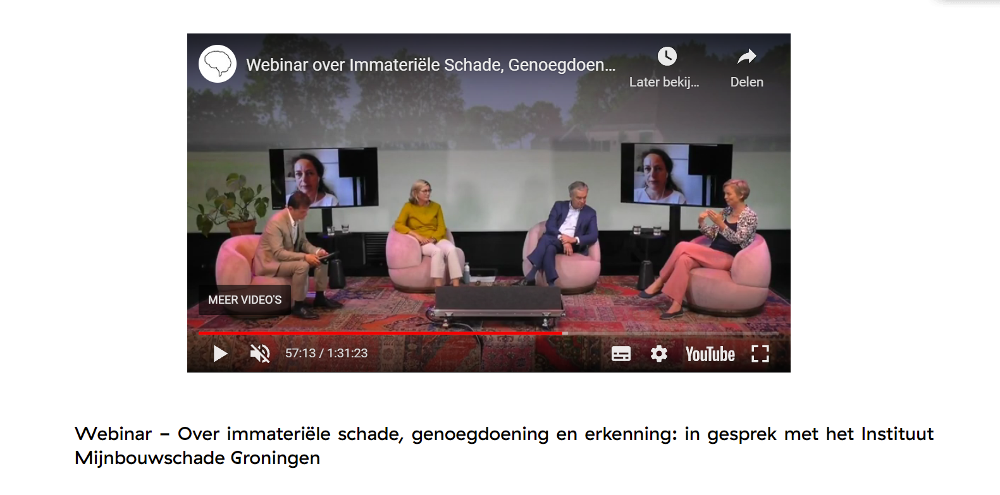 Webinar over Immateriële Schade, Genoegdoen...
Later bekij...
Delen
MEER VIDEO'S
57:13 / 1:31:23
YouTube
Webinar – Over immateriële schade, genoegdoening en erkenning: in gesprek met het Instituut
Mijnbouwschade Groningen